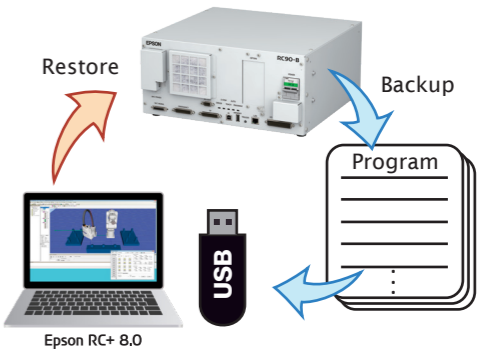 Restore
EPSON
RC90-B
Backup
Program
USB
Epson RC+ 8.0